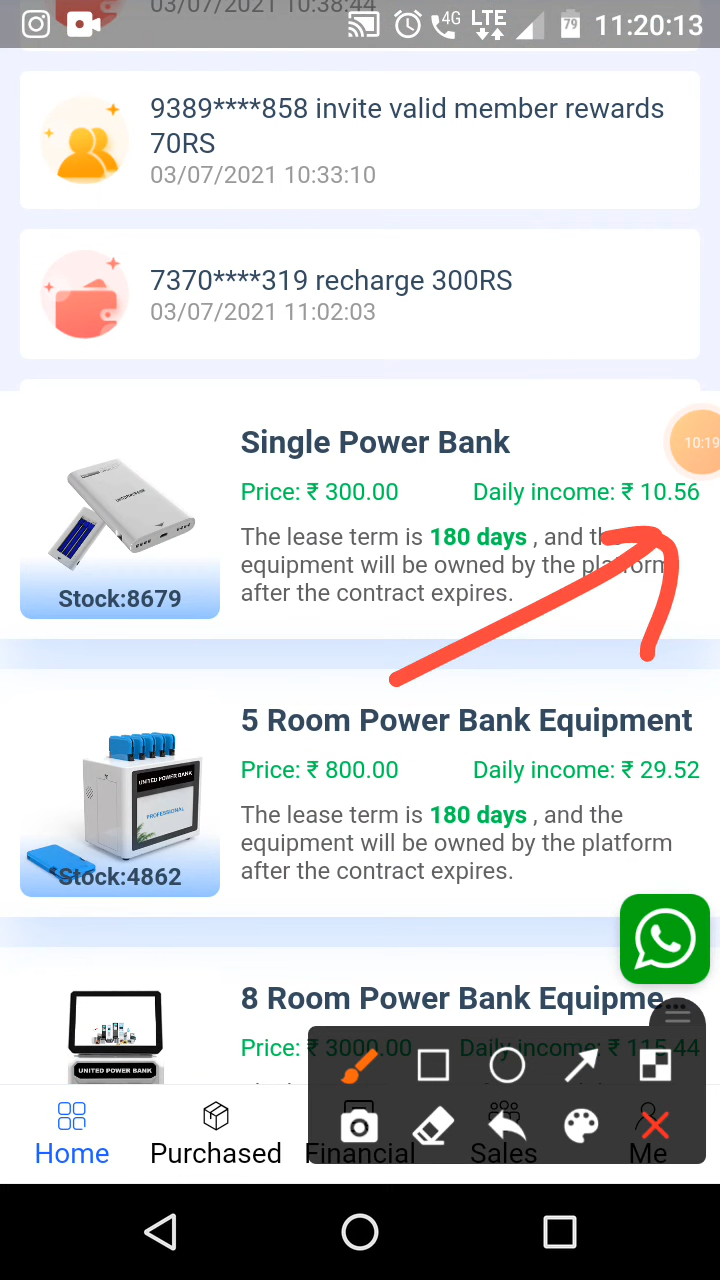 03/07/2021 10:38:44
4G LTE 79 11:20:13
9389****858 invite valid member rewards
70RS
03/07/2021 10:33:10
7370****319 recharge 300RS
03/07/2021 11:02:03
Single Power Bank
10:19
Price: ₹ 300.00 Daily income: ₹ 10.56
The lease term is 180 days , and the
equipment will be owned by the platform
after the contract expires.
Stock:8679
5 Room Power Bank Equipment
UNITED POWER BANK
PROFESSIONAL
Price: ₹ 800.00 Daily income: ₹ 29.52
The lease term is 180 days , and the
equipment will be owned by the platform
after the contract expires.
Stock:4862
8 Room Power Bank Equipme...
Price: ₹ 3000.00 Daily income: ₹ 115.44
UNITED POWER BANK
Home Purchased Financial Sales Me